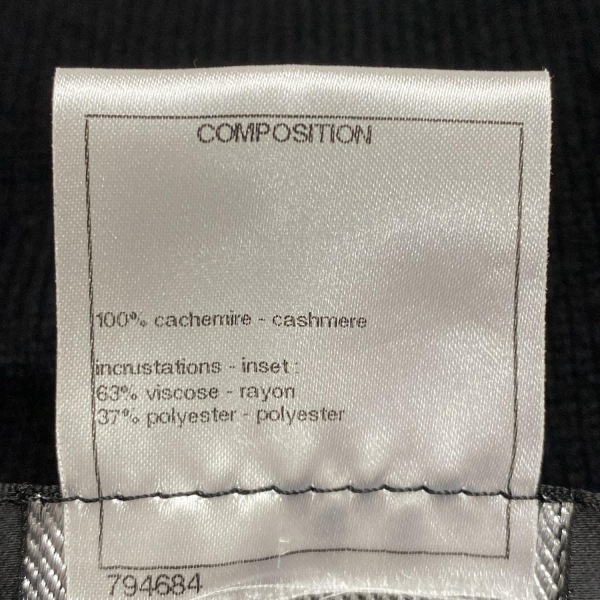 COMPOSITION
100% cachemire - cashmere
incrustations - inset :
63% viscose - rayon
37% polyester - polyester
794684